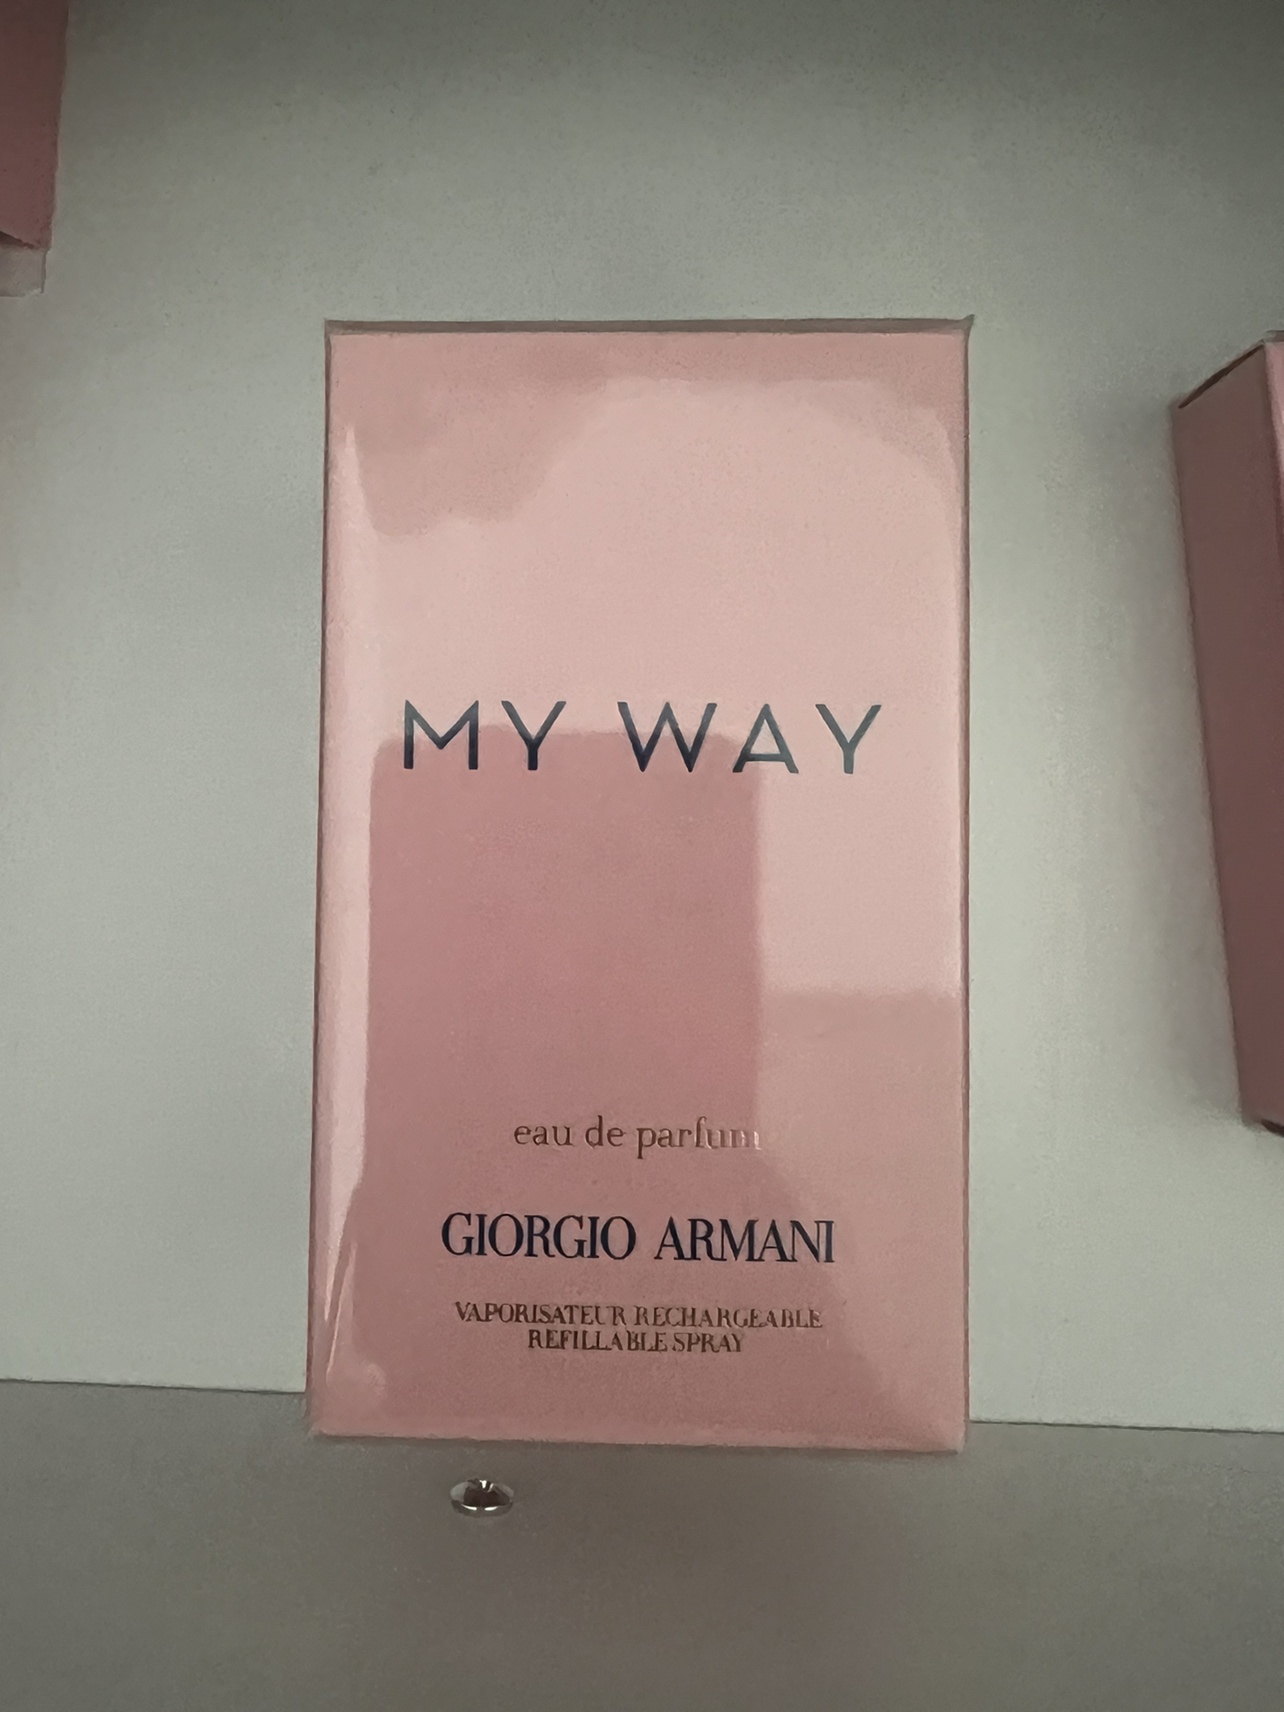 MY WAY
eau de parfum
GIORGIO ARMANI
VAPORISATEUR RECHARGEABLE
REFILLABLE SPRAY